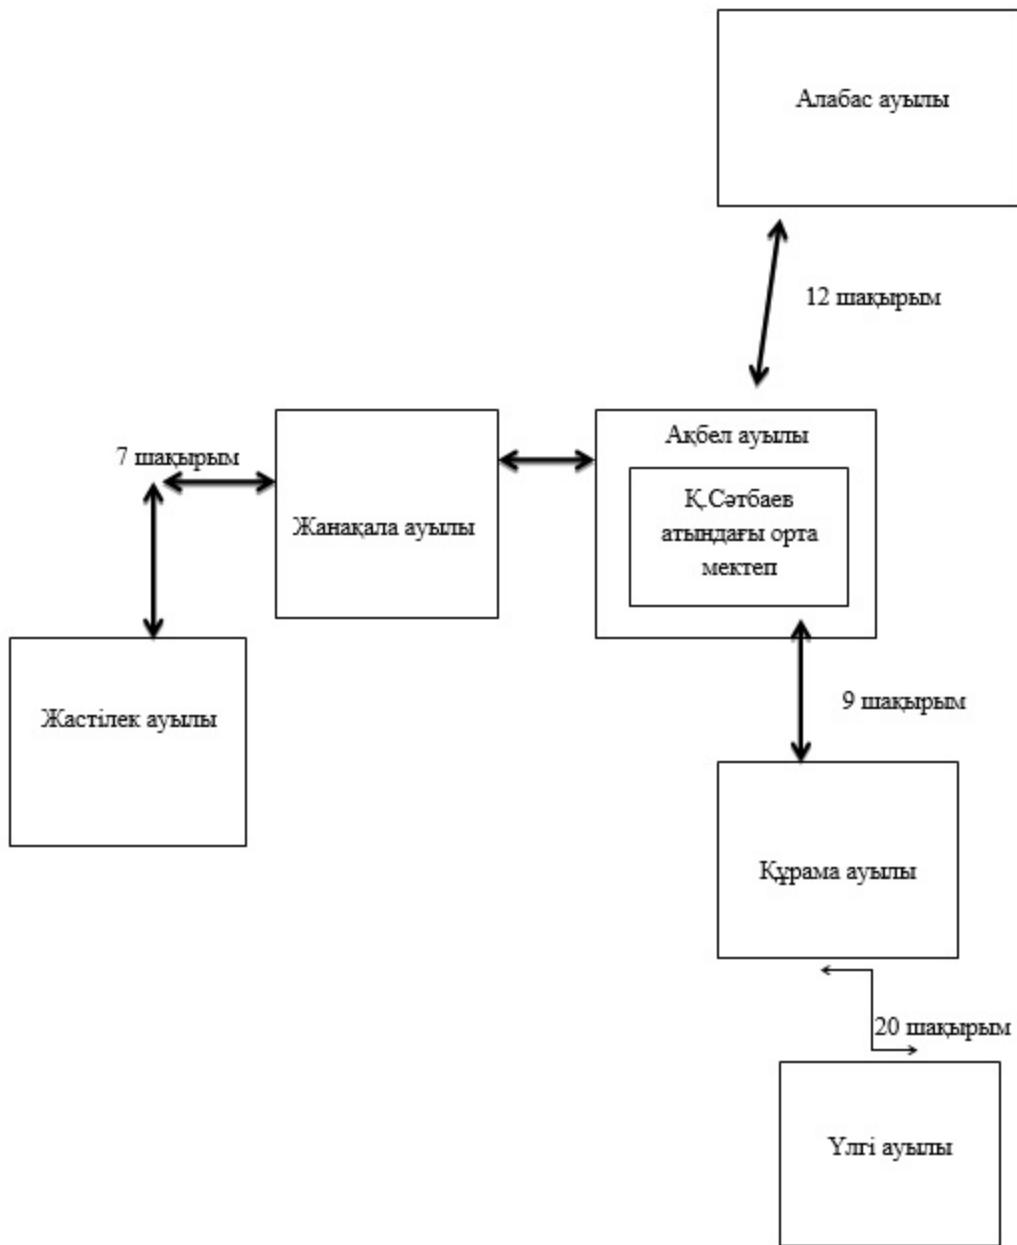 Алабас ауылы
12 шақырым
Ақбел ауылы
7 шақырым
Қ.Сәтбаев
атындағы орта
мектеп
Жанақала ауылы
9 шақырым
Жастілек ауылы
Құрама ауылы
20 шақырым
Үлгі ауылы